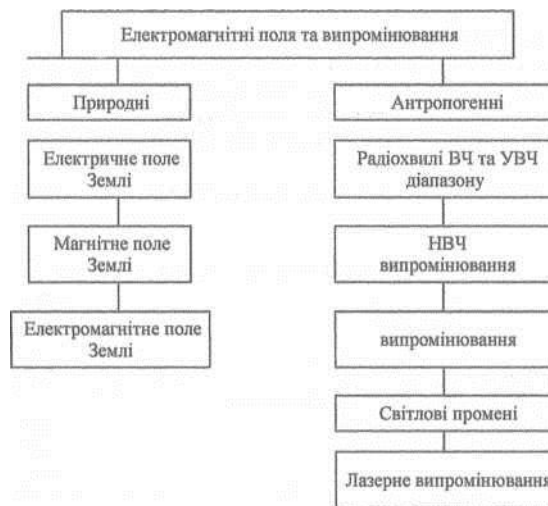 Електромагнітні поля та випромінювання
Природні
Антропогенні
Електричне поле
Землі
Радіохвилі ВЧ та УВЧ
діапазону
Магнітне поле
Землі
НВЧ
випромінювання
Електромагнітне поле
Землі
випромінювання
Світлові промені
Лазерне випромінювання